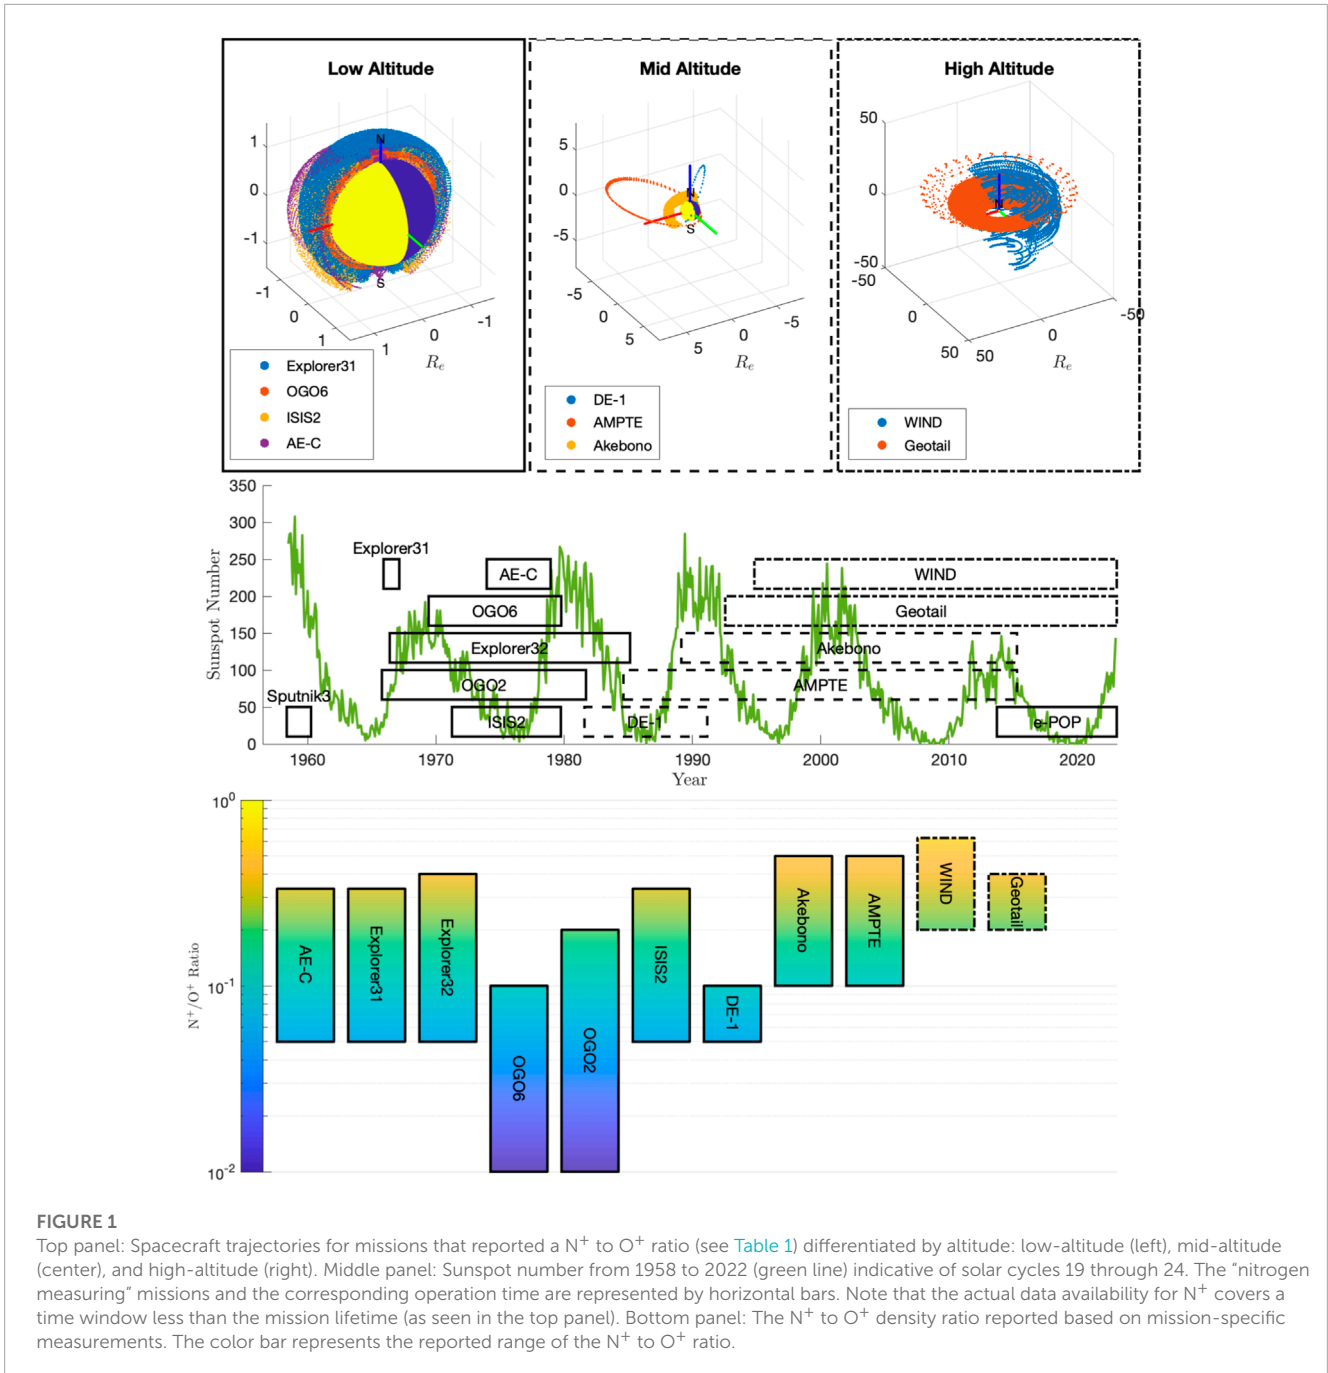 Low Altitude
Mid Altitude
High Altitude
1
0
-1
N
S
-1
0
1
1
0
-1
R_e
Explorer31
OGO6
ISIS2
AE-C
5
0
-5
N
S
-5
0
5
5
0
-5
R_e
DE-1
AMPTE
Akebono
50
0
-50
N
-50
0
50
50
0
-50
R_e
WIND
Geotail
350
300
250
200
150
100
50
0
Sunspot Number
Explorer31
AE-C
WIND
OGO6
Geotail
Explorer32
Akebono
OGO2
AMPTE
Sputnik3
ISIS2
DE-1
e-POP
1960
1970
1980
1990
2000
2010
2020
Year
10^0
10^-1
10^-2
N^+/O^+ Ratio
AE-C
Explorer31
Explorer32
OGO6
OGO2
ISIS2
DE-1
Akebono
AMPTE
WIND
Geotail
FIGURE 1
Top panel: Spacecraft trajectories for missions that reported a N^+ to O^+ ratio (see Table 1) differentiated by altitude: low-altitude (left), mid-altitude
(center), and high-altitude (right). Middle panel: Sunspot number from 1958 to 2022 (green line) indicative of solar cycles 19 through 24. The "nitrogen
measuring" missions and the corresponding operation time are represented by horizontal bars. Note that the actual data availability for N^+ covers a
time window less than the mission lifetime (as seen in the top panel). Bottom panel: The N^+ to O^+ density ratio reported based on mission-specific
measurements. The color bar represents the reported range of the N^+ to O^+ ratio.